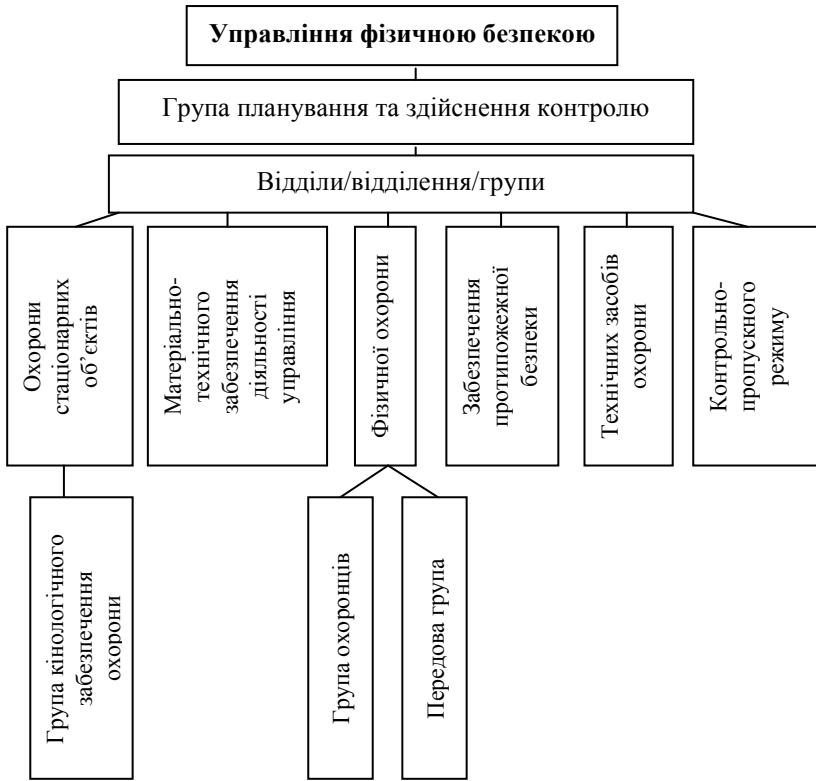 Управління фізичною безпекою
Група планування та здійснення контролю
Відділи/відділення/групи
Охорони
стаціонарних
об’єктів
Матеріально-
технічного
забезпечення
діяльності
управління
Фізичної охорони
Забезпечення
протипожежної
безпеки
Технічних засобів
охорони
Контрольно-
пропускного
режиму
Група кінологічного
забезпечення
охорони
Група охоронців
Передова група